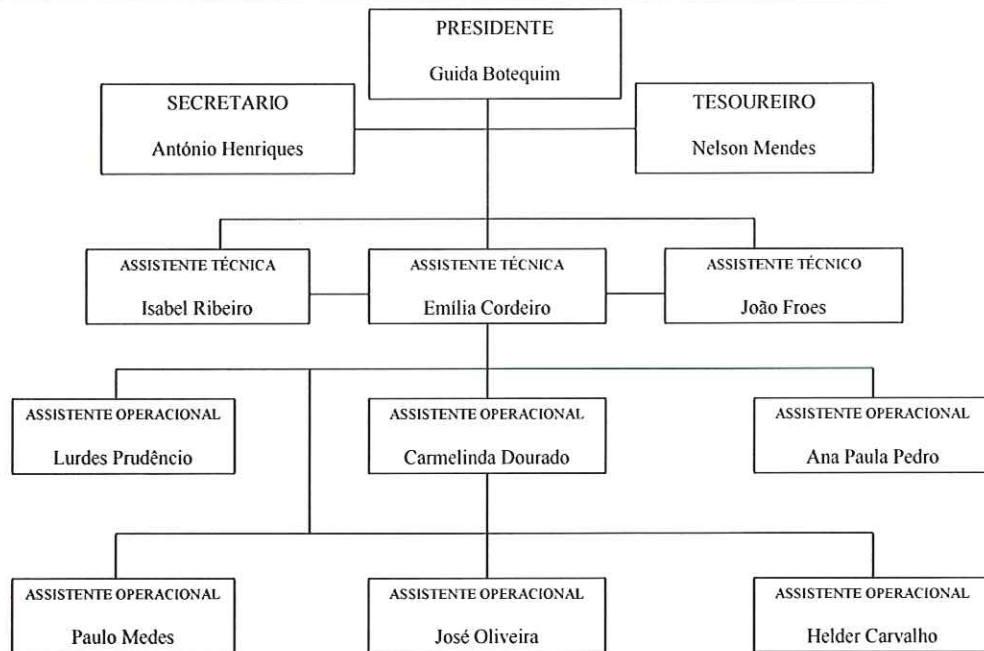 PRESIDENTE
Guida Botequim
SECRETARIO
António Henriques
TESOUREIRO
Nelson Mendes
ASSISTENTE TÉCNICA
Isabel Ribeiro
ASSISTENTE TÉCNICA
Emília Cordeiro
ASSISTENTE TÉCNICO
João Froes
ASSISTENTE OPERACIONAL
Lurdes Prudêncio
ASSISTENTE OPERACIONAL
Carmelinda Dourado
ASSISTENTE OPERACIONAL
Ana Paula Pedro
ASSISTENTE OPERACIONAL
Paulo Medes
ASSISTENTE OPERACIONAL
José Oliveira
ASSISTENTE OPERACIONAL
Helder Carvalho